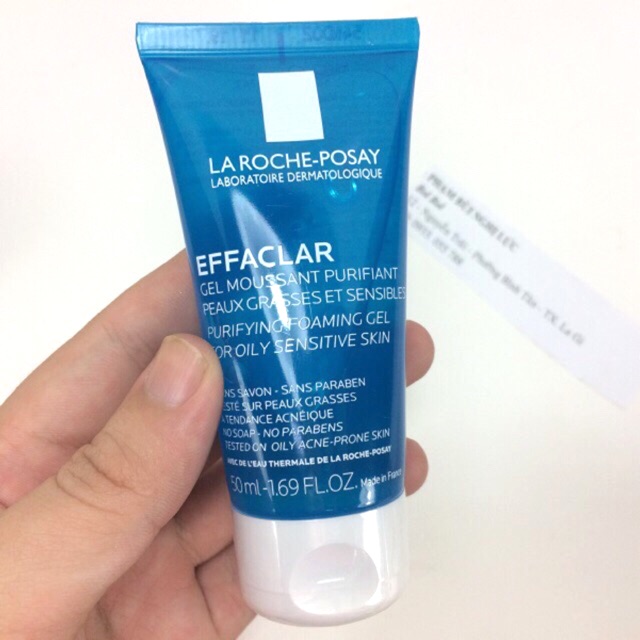 LA ROCHE-POSAY
LABORATOIRE DERMATOLOGIQUE
EFFACLAR
GEL MOUSSANT PURIFIANT
PEAUX GRASSES ET SENSIBLES
PURIFYING FOAMING GEL
FOR OILY SENSITIVE SKIN
SANS SAVON - SANS PARABEN
TESTÉ SUR PEAUX GRASSES
À TENDANCE ACNÉIQUE
NO SOAP - NO PARABENS
TESTED ON OILY ACNE-PRONE SKIN
AVEC DE L'EAU THERMALE DE LA ROCHE-POSAY
50 ml - 1.69 FL.OZ. Made in France